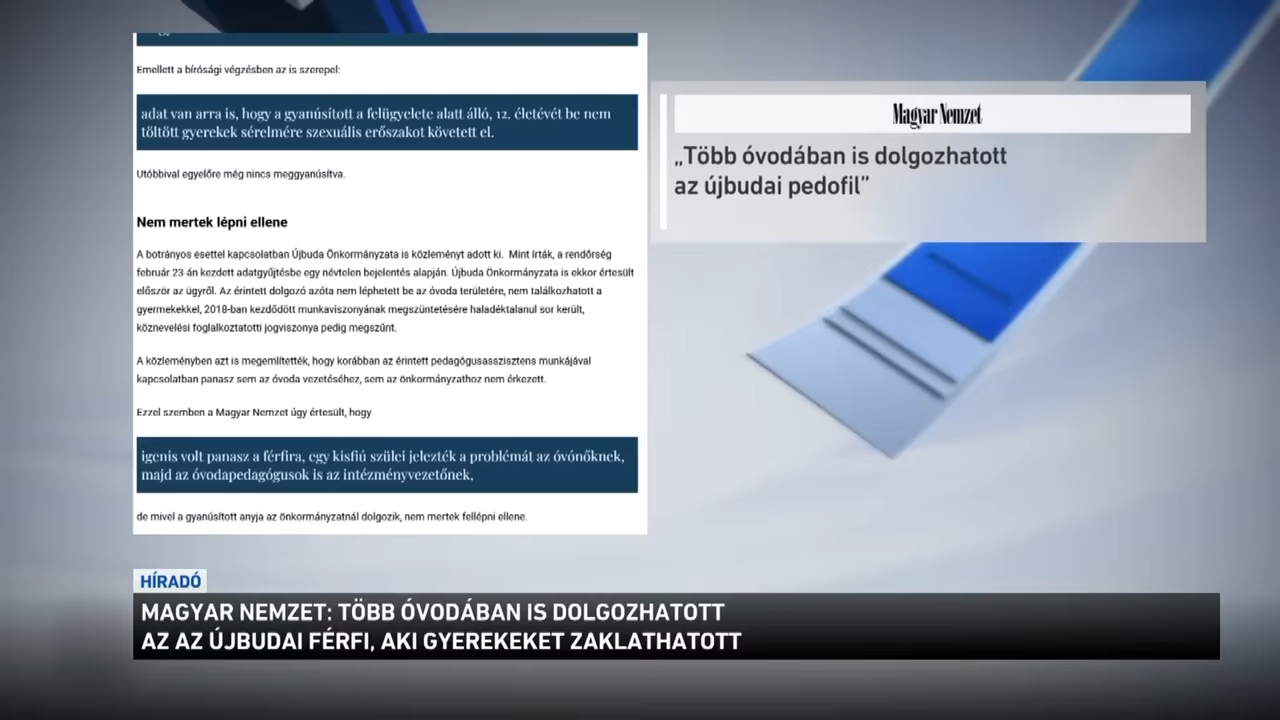 Emellett a bírósági végzésben az is szerepel:
adat van arra is, hogy a gyanúsított a felügyelete alatt álló, 12. életévét be nem
töltött gyerekek sérelmére szexuális erőszakot követett el.
Utóbbival egyelőre még nincs meggyanúsítva.
Nem mertek lépni ellene
A botrányos esettel kapcsolatban Újbuda Önkormányzata is közleményt adott ki. Mint írták, a rendőrség
február 23-án kezdett adatgyűjtésbe egy névtelen bejelentés alapján. Újbuda Önkormányzata is ekkor értesült
először az ügyről. Az érintett dolgozó azóta nem léphetett be az óvoda területére, nem találkozhatott a
gyermekekkel, 2018-ban kezdődött munkaviszonyának megszüntetésére haladéktalanul sor került,
köznevelési foglalkoztatotti jogviszonya pedig megszűnt.
A közleményben azt is megemlítették, hogy korábban az érintett pedagógusasszisztens munkájával
kapcsolatban panasz sem az óvoda vezetéséhez, sem az önkormányzathoz nem érkezett.
Ezzel szemben a Magyar Nemzet úgy értesült, hogy
igenis volt panasz a férfira, egy kisfiú szülei jelezték a problémát az óvónőknek,
majd az óvodapedagógusok is az intézményvezetőnek,
de mivel a gyanúsított anyja az önkormányzatnál dolgozik, nem mertek fellépni ellene.
Magyar Nemzet
„Több óvodában is dolgozhatott
az újbudai pedofil”
HÍRADÓ
MAGYAR NEMZET: TÖBB ÓVODÁBAN IS DOLGOZHATOTT
AZ AZ ÚJBUDAI FÉRFI, AKI GYEREKEKET ZAKLATHATOTT